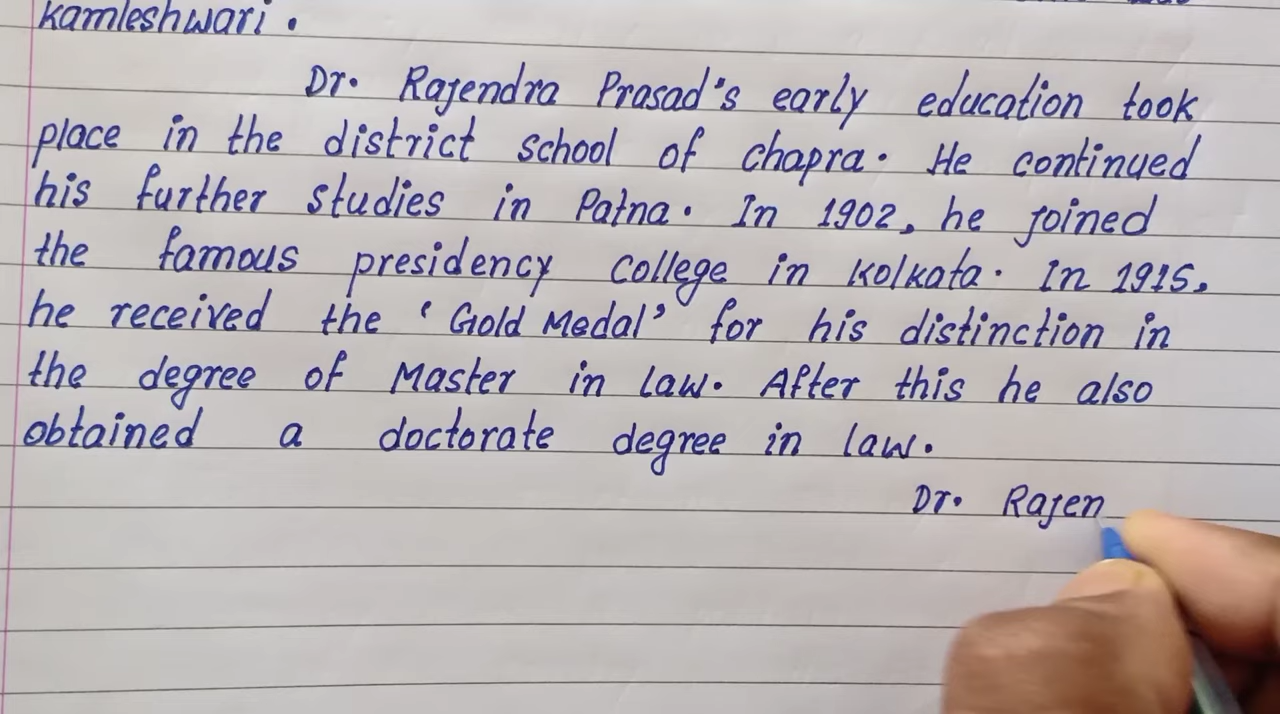 Kamleshwari.
Dr. Rajendra Prasad's early education took
place in the district school of chapra. He continued
his further studies in Patna. In 1902, he joined
the famous presidency college in Kolkata. In 1915,
he received the 'Gold Medal' for his distinction in
the degree of Master in law. After this he also
obtained a doctorate degree in law.
Dr. Rajen